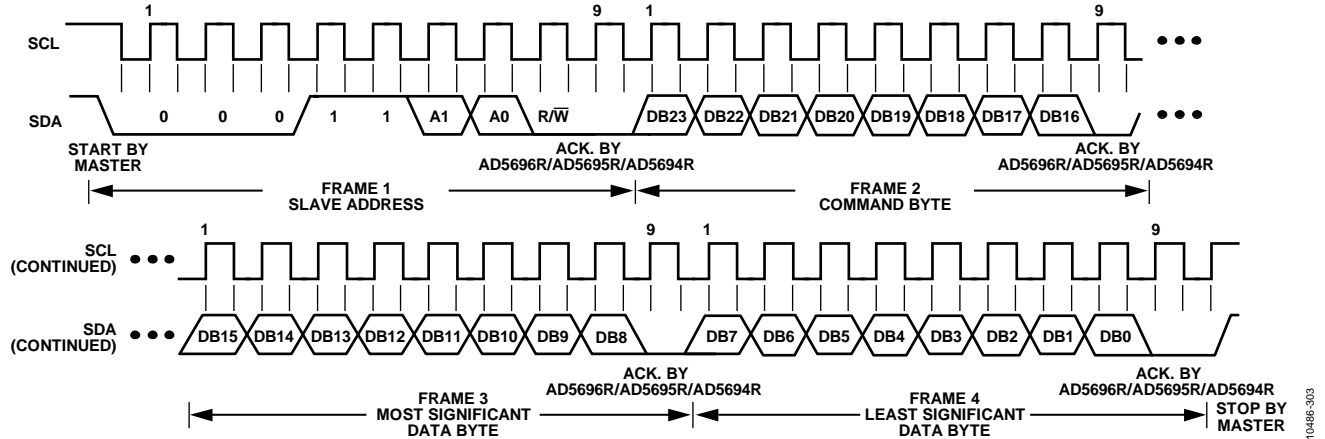 1 9 1 9
SCL
SDA
0 0 0 1 1 A1 A0 R/W̅ DB23 DB22 DB21 DB20 DB19 DB18 DB17 DB16
START BY
MASTER
ACK. BY
AD5696R/AD5695R/AD5694R
ACK. BY
AD5696R/AD5695R/AD5694R
FRAME 1
SLAVE ADDRESS
FRAME 2
COMMAND BYTE
1 9 1 9
SCL
(CONTINUED)
SDA
(CONTINUED)
DB15 DB14 DB13 DB12 DB11 DB10 DB9 DB8 DB7 DB6 DB5 DB4 DB3 DB2 DB1 DB0
ACK. BY
AD5696R/AD5695R/AD5694R
ACK. BY
AD5696R/AD5695R/AD5694R
FRAME 3
MOST SIGNIFICANT
DATA BYTE
FRAME 4
LEAST SIGNIFICANT
DATA BYTE
STOP BY
MASTER
10486-303